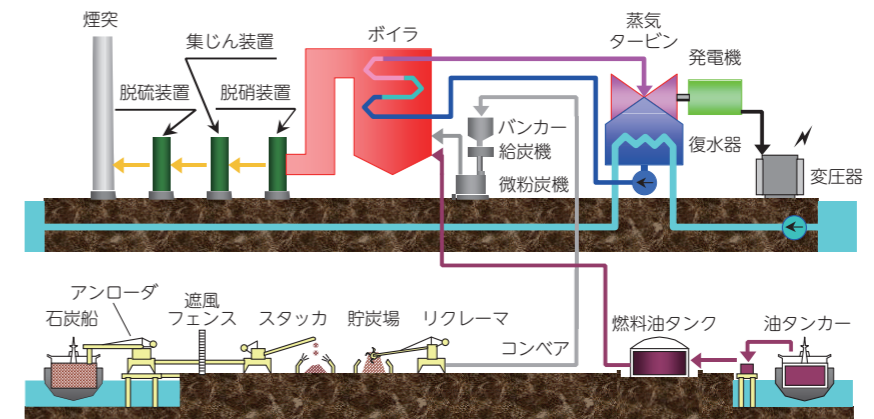 煙突
集じん装置
脱硫装置
脱硝装置
ボイラ
蒸気
タービン
発電機
バンカー
給炭機
微粉炭機
復水器
変圧器
アンローダ
石炭船
遮風
フェンス
スタッカ
貯炭場
リクレーマ
コンベア
燃料油タンク
油タンカー